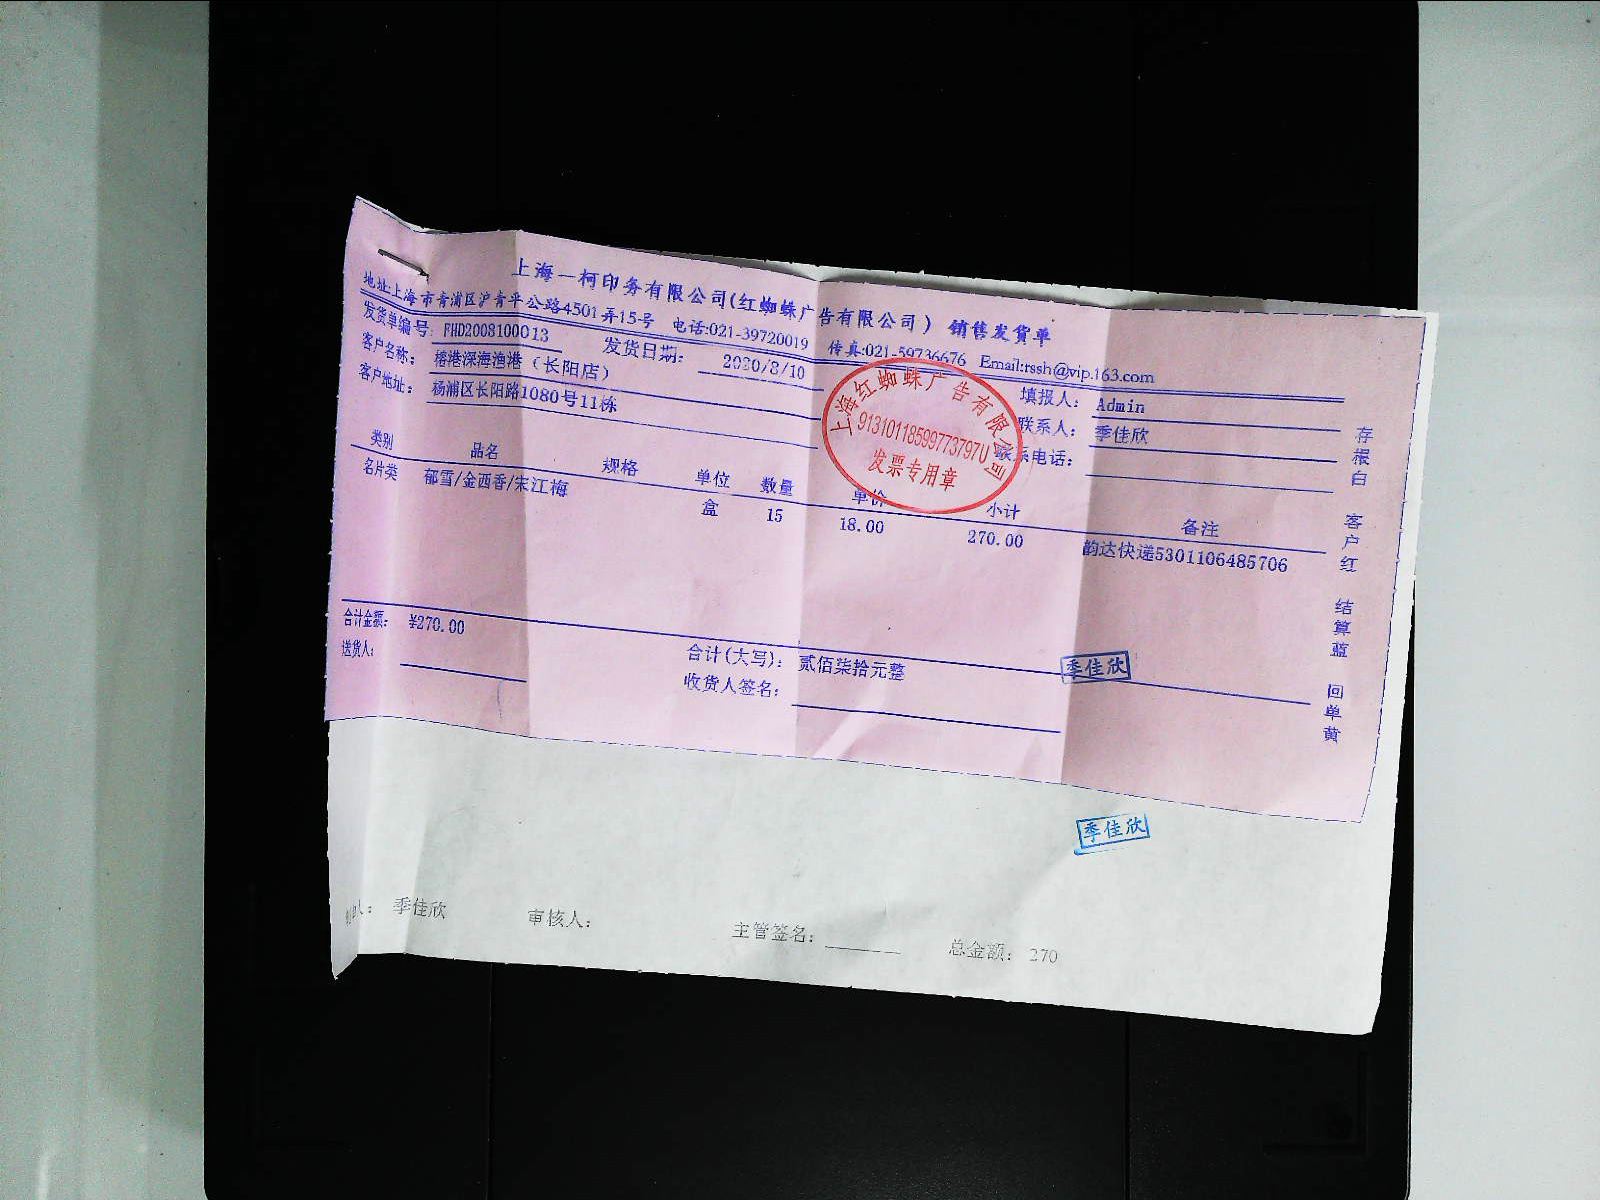 上海一柯印务有限公司(红蜘蛛广告有限公司) 销售发货单
地址:上海市青浦区沪青平公路4501弄15号 电话:021-39720019 传真:021-59736676 Email:rssh@vip.163.com
发货单编号: FHD2008100013 发货日期: 2020/8/10 填报人: Admin
客户名称: 榕港深海渔港（长阳店） 联系人: 季佳欣
客户地址: 杨浦区长阳路1080号11栋 联系电话:
上海红蜘蛛广告有限公司
91310118599773797U
发票专用章
类别 品名 规格 单位 数量 单价 小计 备注
名片类 郁雪/金西香/朱江梅 盒 15 18.00 270.00 韵达快递5301106485706
合计金额: ¥270.00 合计(大写): 贰佰柒拾元整
季佳欣
送货人: 收货人签名:
存根白 客户红 结算蓝 回单黄
季佳欣
人: 季佳欣 审核人: 主管签名: 总金额: 270